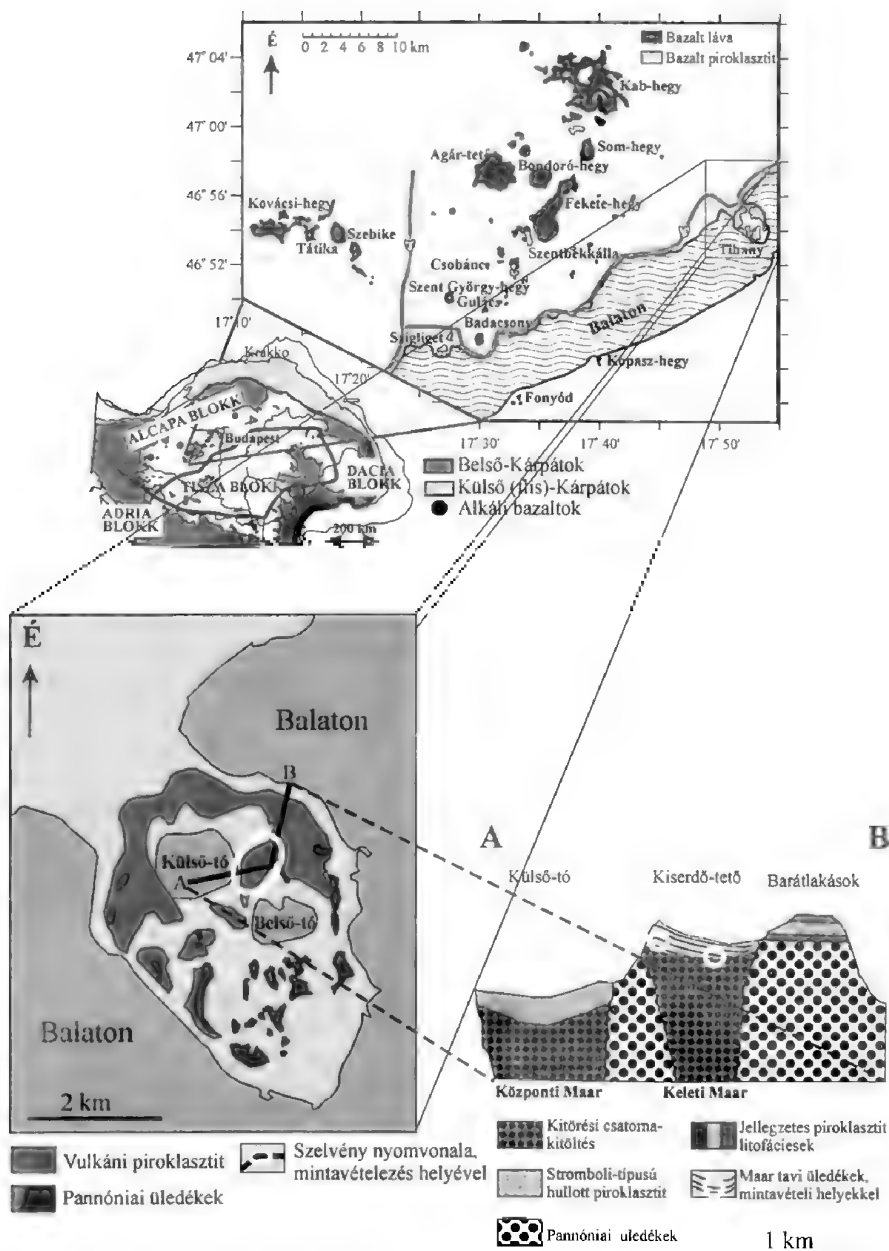 É
0 2 4 6 8 10 km
Bazalt láva
Bazalt piroklasztit
47° 04'
47° 00'
46° 56'
46° 52'
17° 10'
17° 20'
17° 30'
17° 40'
17° 50'
Kab-hegy
Som-hegy
Agár-tető
Bondoró-hegy
Fekete-hegy
Kovácsi-hegy
Tátika
Szebike
Szentbékkálla
Csobánc
Szent György-hegy
Gulács
Badacsony
Szigliget
Tihany
Balaton
Kopasz-hegy
Fonyód
Krakkó
ALCAPA BLOKK
Budapest
TISZA BLOKK
DACIA
BLOKK
ADRIA
BLOKK
200 km
Belső-Kárpátok
Külső (flis)-Kárpátok
Alkáli bazaltok
É
Balaton
B
Külső-tó
A
Belső-tó
Balaton
2 km
Vulkáni piroklasztit
Pannóniai üledékek
Szelvény nyomvonala,
mintavételezés helyével
A
B
Külső-tó
Kiserdő-tető
Barátlakások
Központi Maar
Keleti Maar
Kitörési csatorna-
kitöltés
Jellegzetes piroklasztit
litofáciesek
Stromboli-típusú
hullott piroklasztit
Maar tavi üledékek,
mintavételi helyekkel
Pannóniai uledékek
1 km